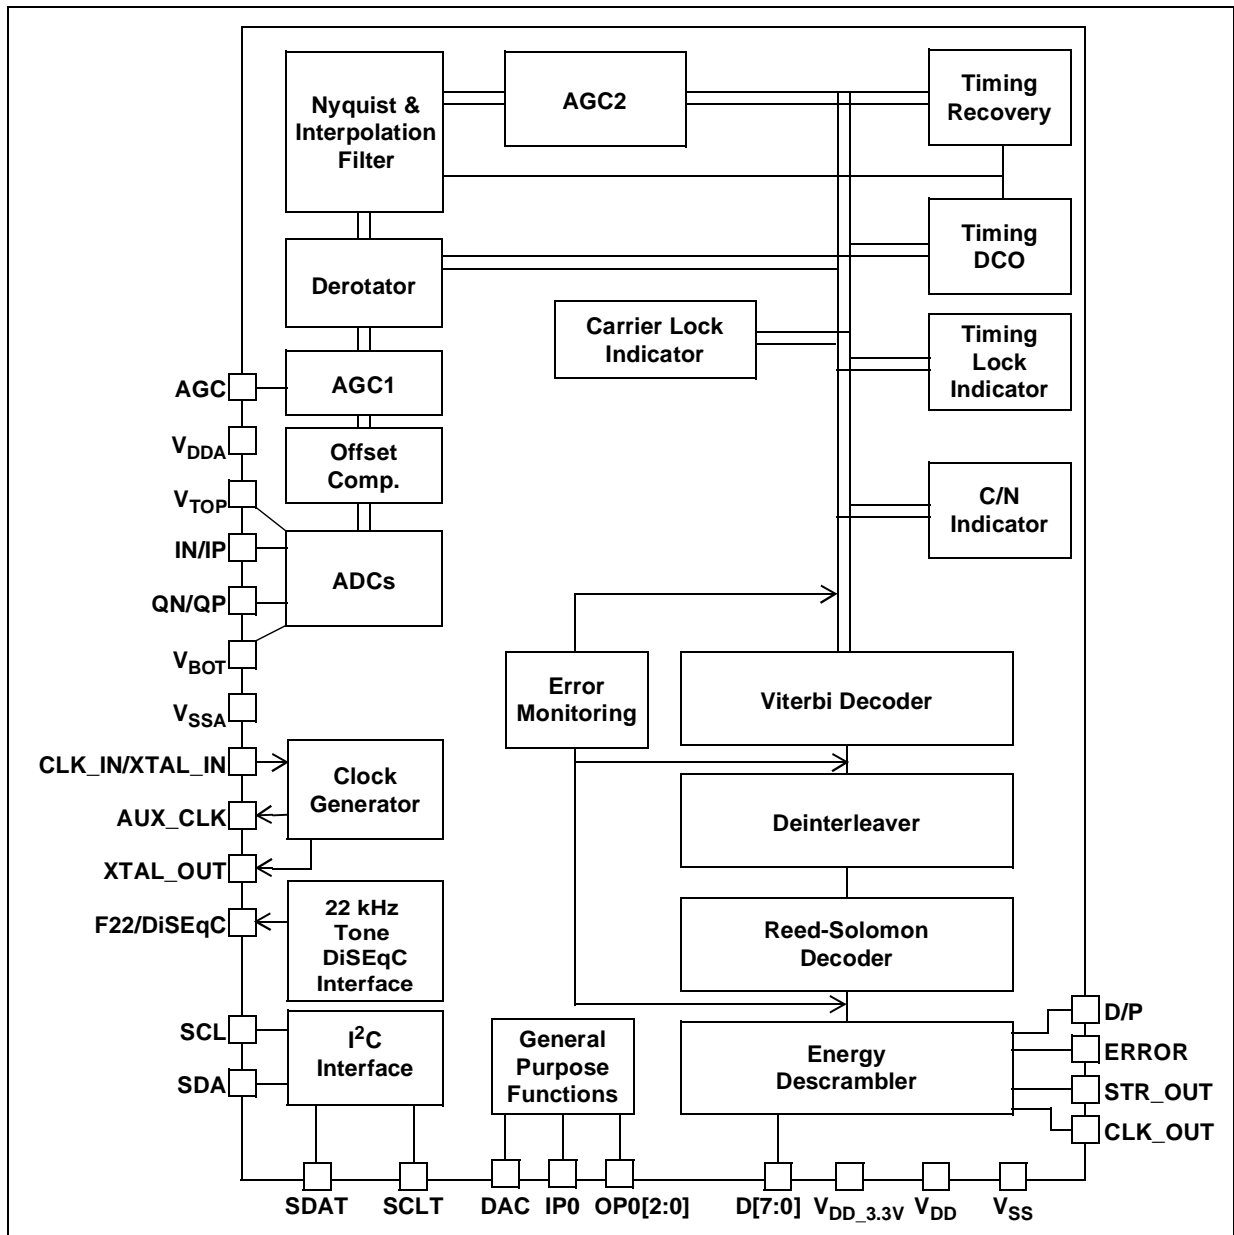 Nyquist &
Interpolation
Filter
AGC2
Timing
Recovery
Derotator
Timing
DCO
Carrier Lock
Indicator
Timing
Lock
Indicator
AGC
AGC1
VDDA
Offset
Comp.
VTOP
C/N
Indicator
IN/IP
ADCs
QN/QP
VBOT
Error
Monitoring
Viterbi Decoder
VSSA
CLK_IN/XTAL_IN
Clock
Generator
AUX_CLK
Deinterleaver
XTAL_OUT
F22/DiSEqC
22 kHz
Tone
DiSEqC
Interface
Reed-Solomon
Decoder
SCL
I2C
Interface
SDA
General
Purpose
Functions
Energy
Descrambler
D/P
ERROR
STR_OUT
CLK_OUT
SDAT
SCLT
DAC
IP0
OP0[2:0]
D[7:0]
VDD_3.3V
VDD
VSS